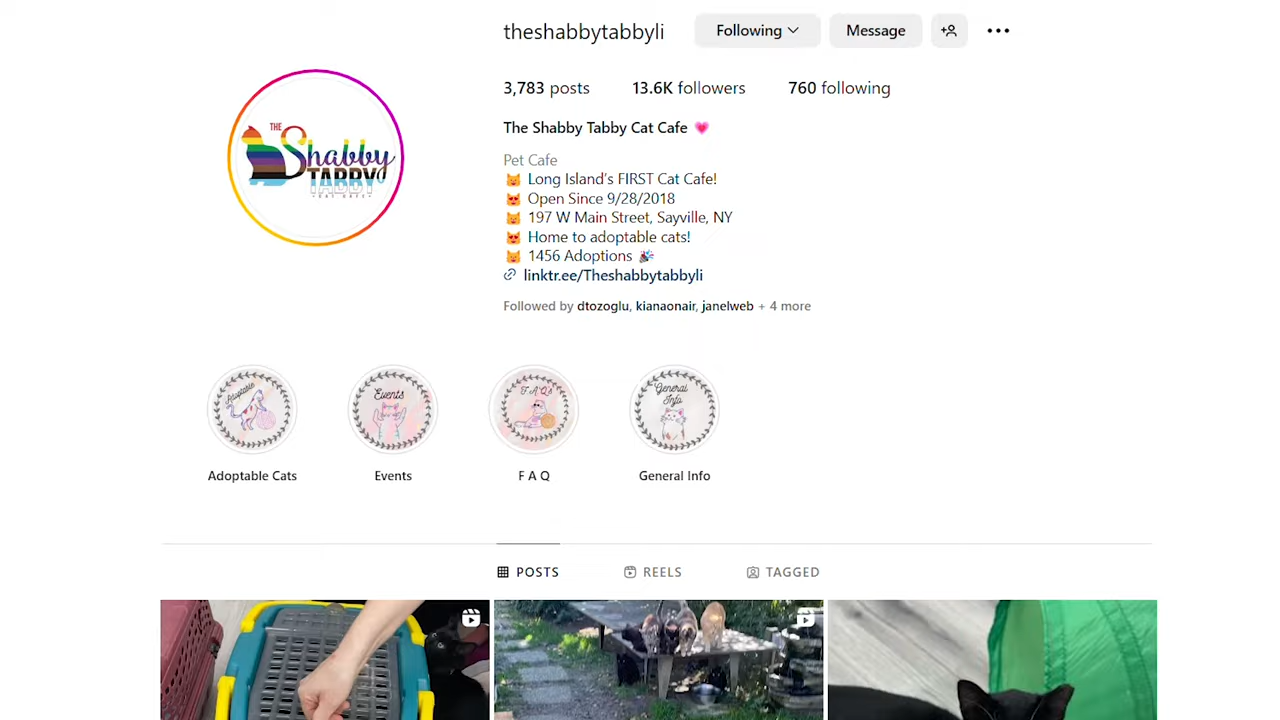 theshabbytabbyli
Following
Message
3,783 posts
13.6K followers
760 following
THE
Shabby
TABBY
CAT CAFE
The Shabby Tabby Cat Cafe 💗
Pet Cafe
😺 Long Island's FIRST Cat Cafe!
😻 Open Since 9/28/2018
😺 197 W Main Street, Sayville, NY
😻 Home to adoptable cats!
😺 1456 Adoptions 🎉
linktr.ee/Theshabbytabbyli
Followed by dtozoglu, kianaonair, janelweb + 4 more
Adoptable
Events
F.A.Q's
General
Info
Adoptable Cats
Events
F A Q
General Info
POSTS
REELS
TAGGED